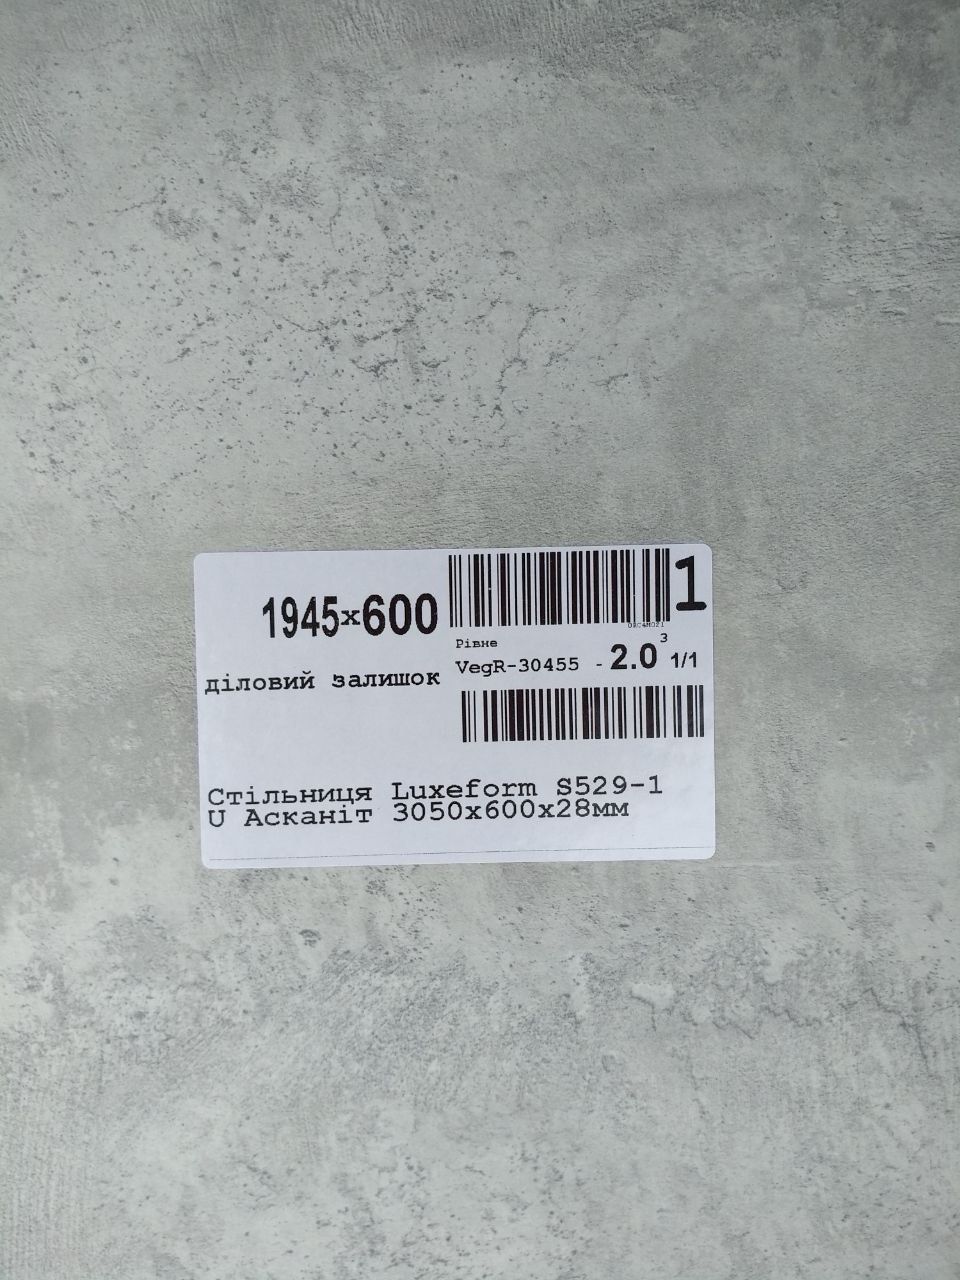 1945x600
1
Рівне
VegR-30455 - 2.0 3 1/1
діловий залишок
Стільниця Luxeform S529-1
U Асканіт 3050x600x28мм